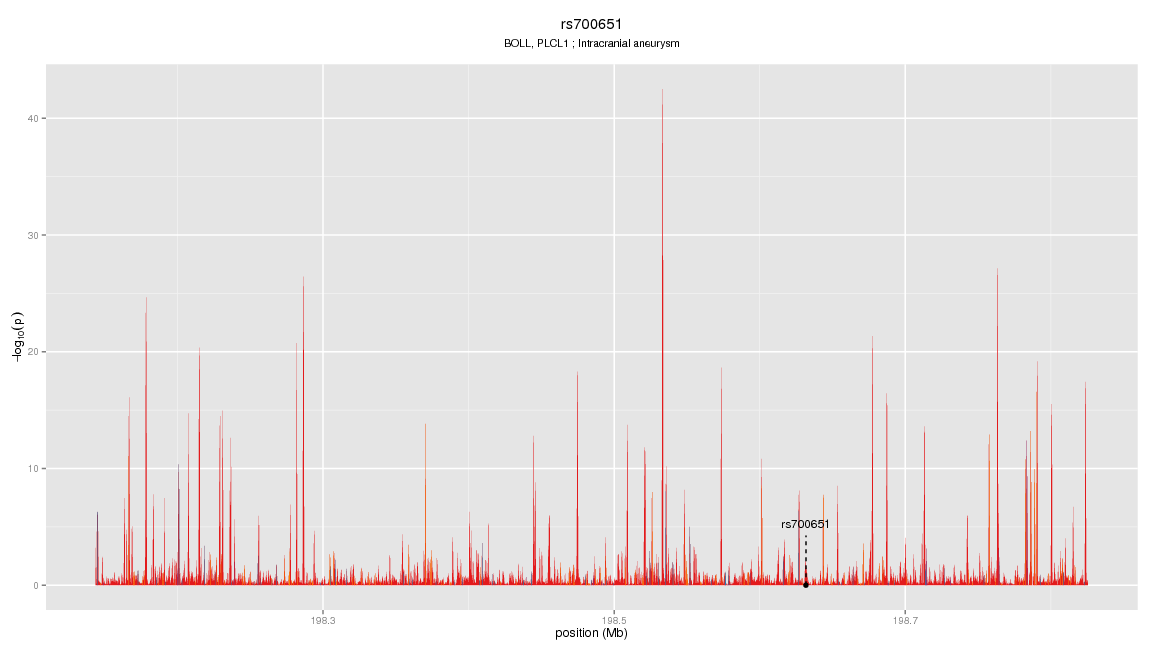 rs700651
BOLL, PLCL1 ; Intracranial aneurysm
40
30
20
10
0
−log10(p)
rs700651
198.3
198.5
198.7
position (Mb)